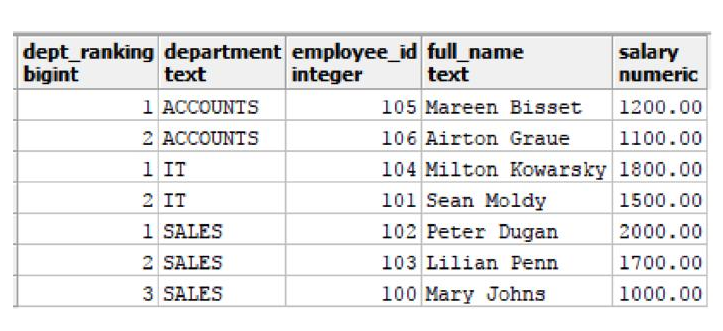 dept_ranking department employee_id full_name salary
bigint text integer text numeric
1 ACCOUNTS 105 Mareen Bisset 1200.00
2 ACCOUNTS 106 Airton Graue 1100.00
1 IT 104 Milton Kowarsky 1800.00
2 IT 101 Sean Moldy 1500.00
1 SALES 102 Peter Dugan 2000.00
2 SALES 103 Lilian Penn 1700.00
3 SALES 100 Mary Johns 1000.00